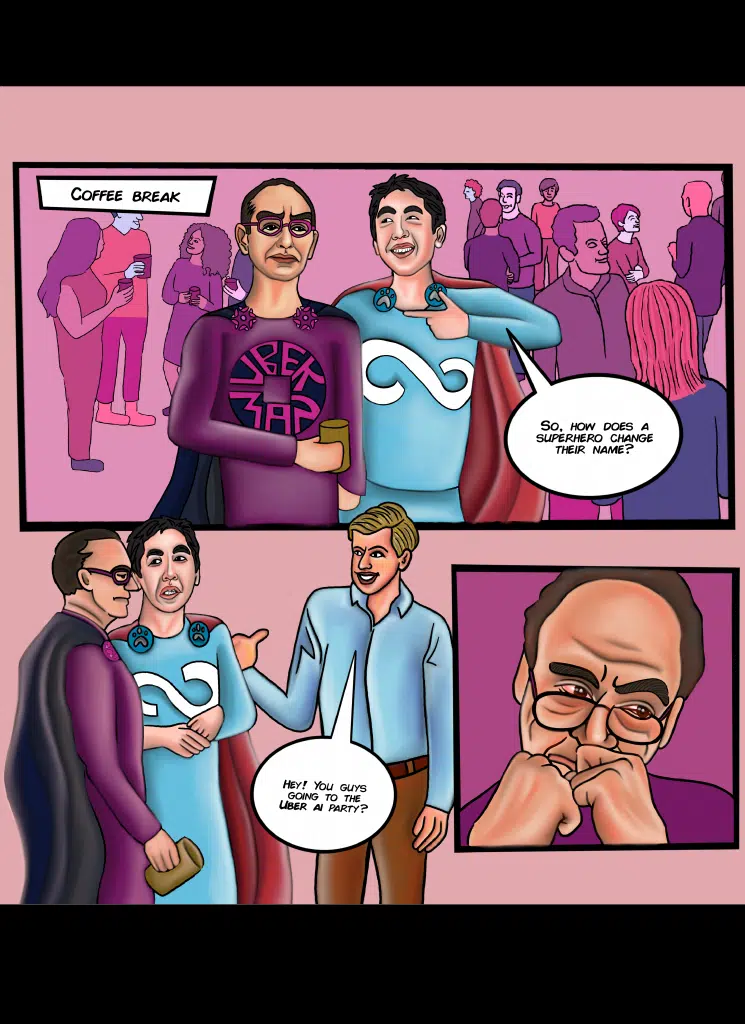 Coffee break
UBER
MAP
So, how does a
superhero change
their name?
Hey! You guys
going to the
Uber AI party?